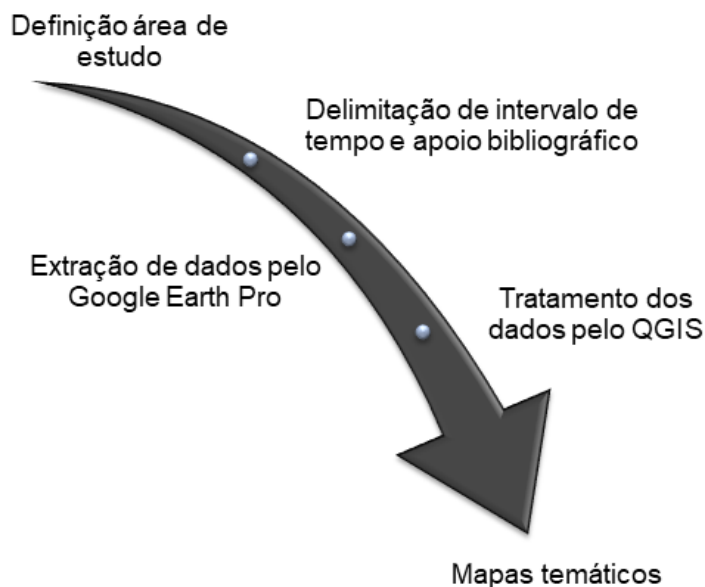 Definição área de
estudo
Delimitação de intervalo de
tempo e apoio bibliográfico
Extração de dados pelo
Google Earth Pro
Tratamento dos
dados pelo QGIS
Mapas temáticos